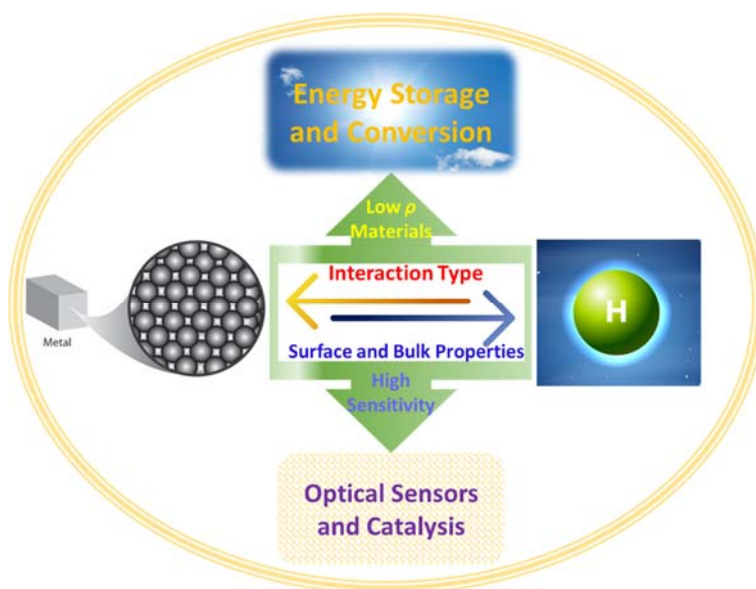 Energy Storage
and Conversion
Low ρ
Materials
Interaction Type
H
Metal
Surface and Bulk Properties
High
Sensitivity
Optical Sensors
and Catalysis